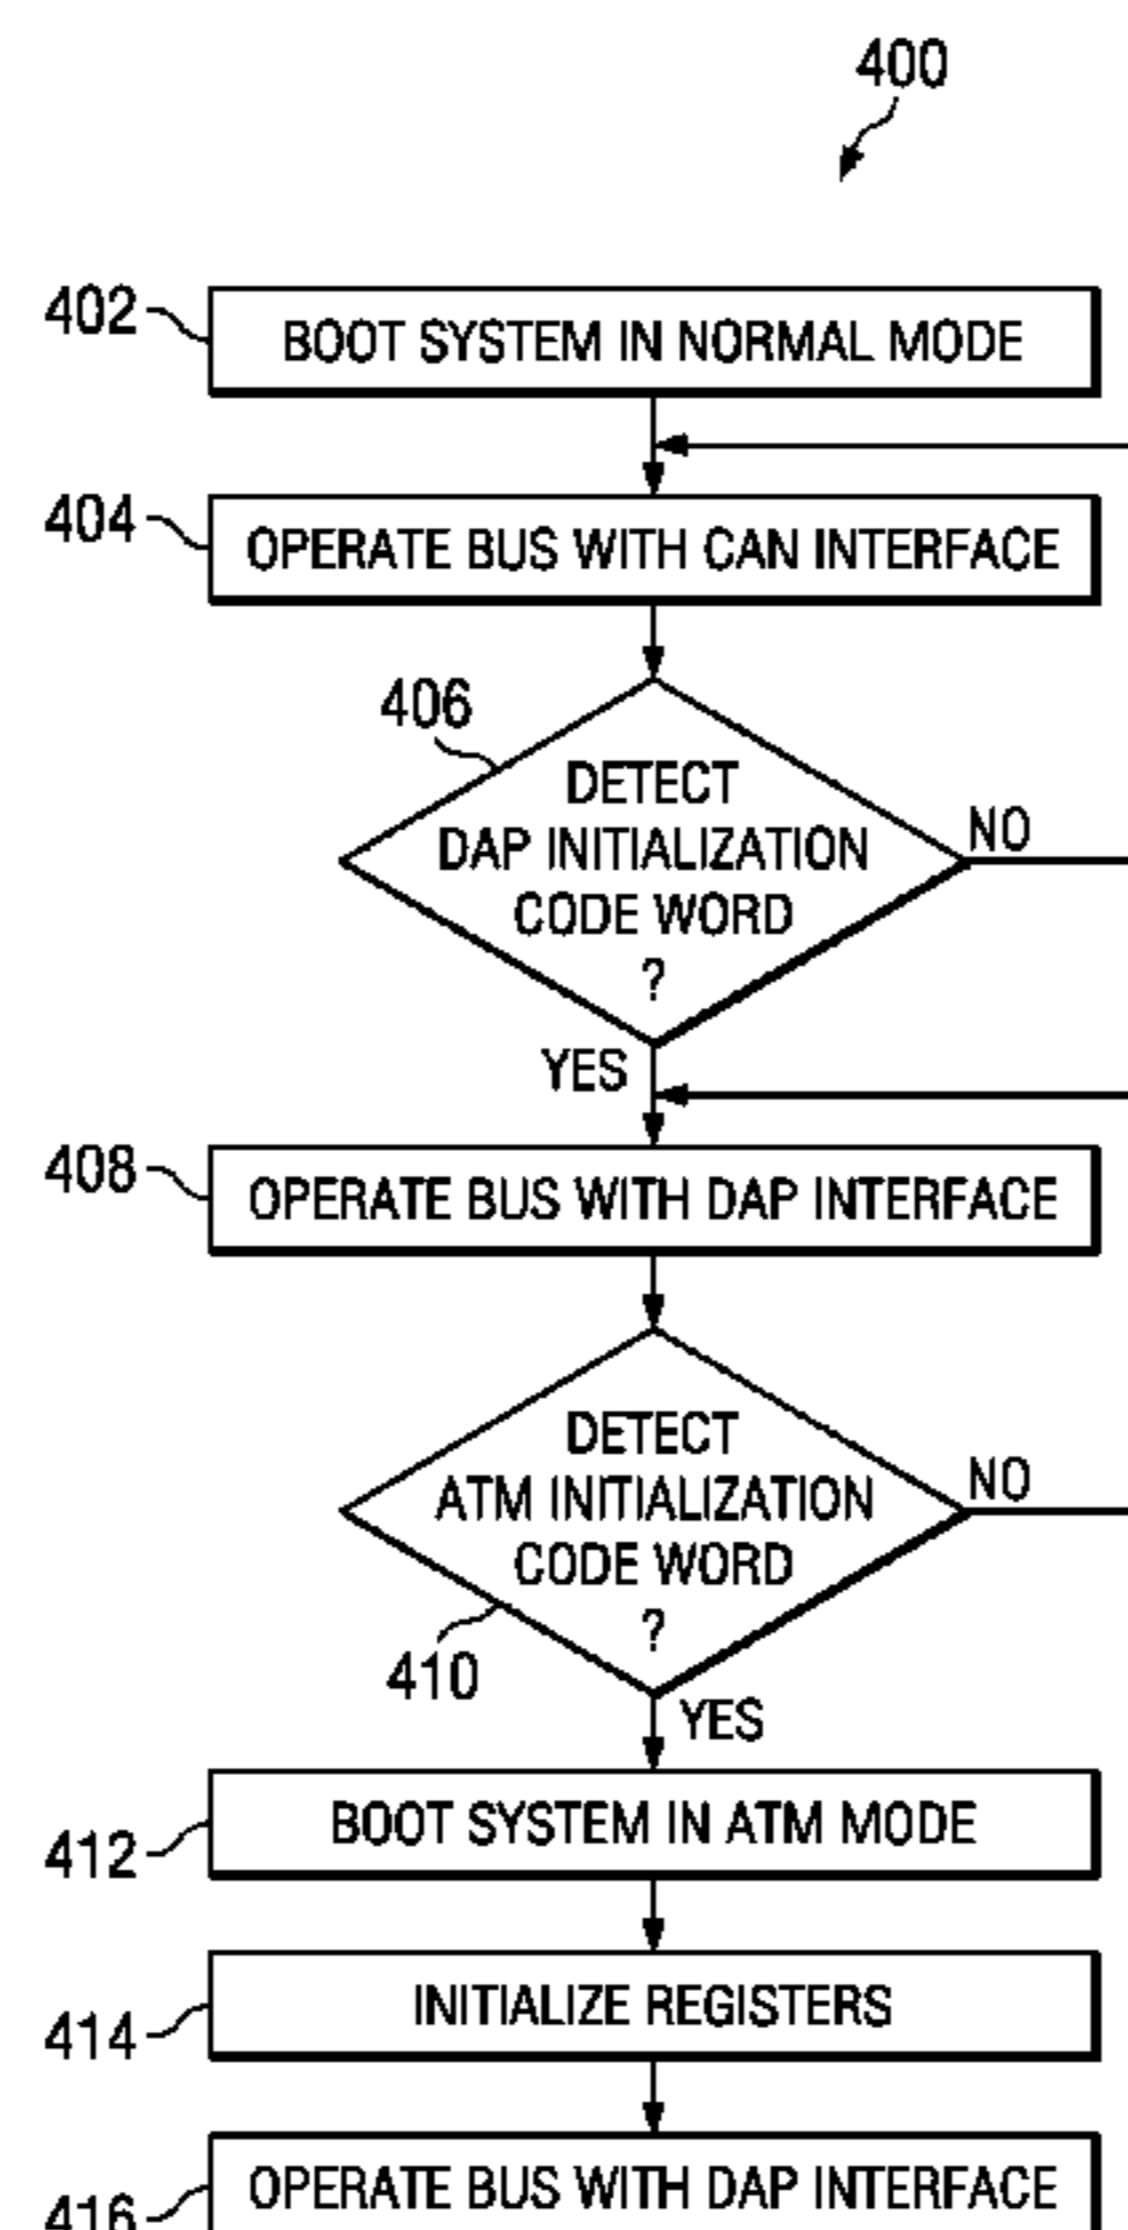 400
402
BOOT SYSTEM IN NORMAL MODE
404
OPERATE BUS WITH CAN INTERFACE
406
DETECT
DAP INITIALIZATION
CODE WORD
?
NO
YES
408
OPERATE BUS WITH DAP INTERFACE
DETECT
ATM INITIALIZATION
CODE WORD
?
NO
410
YES
412
BOOT SYSTEM IN ATM MODE
414
INITIALIZE REGISTERS
416
OPERATE BUS WITH DAP INTERFACE